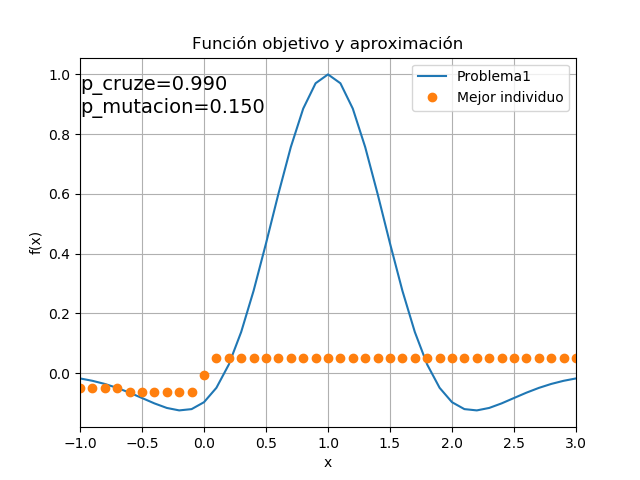 Función objetivo y aproximación
p_cruze=0.990
p_mutacion=0.150
Problema1
Mejor individuo
f(x)
1.0
0.8
0.6
0.4
0.2
0.0
−1.0 −0.5 0.0 0.5 1.0 1.5 2.0 2.5 3.0
x